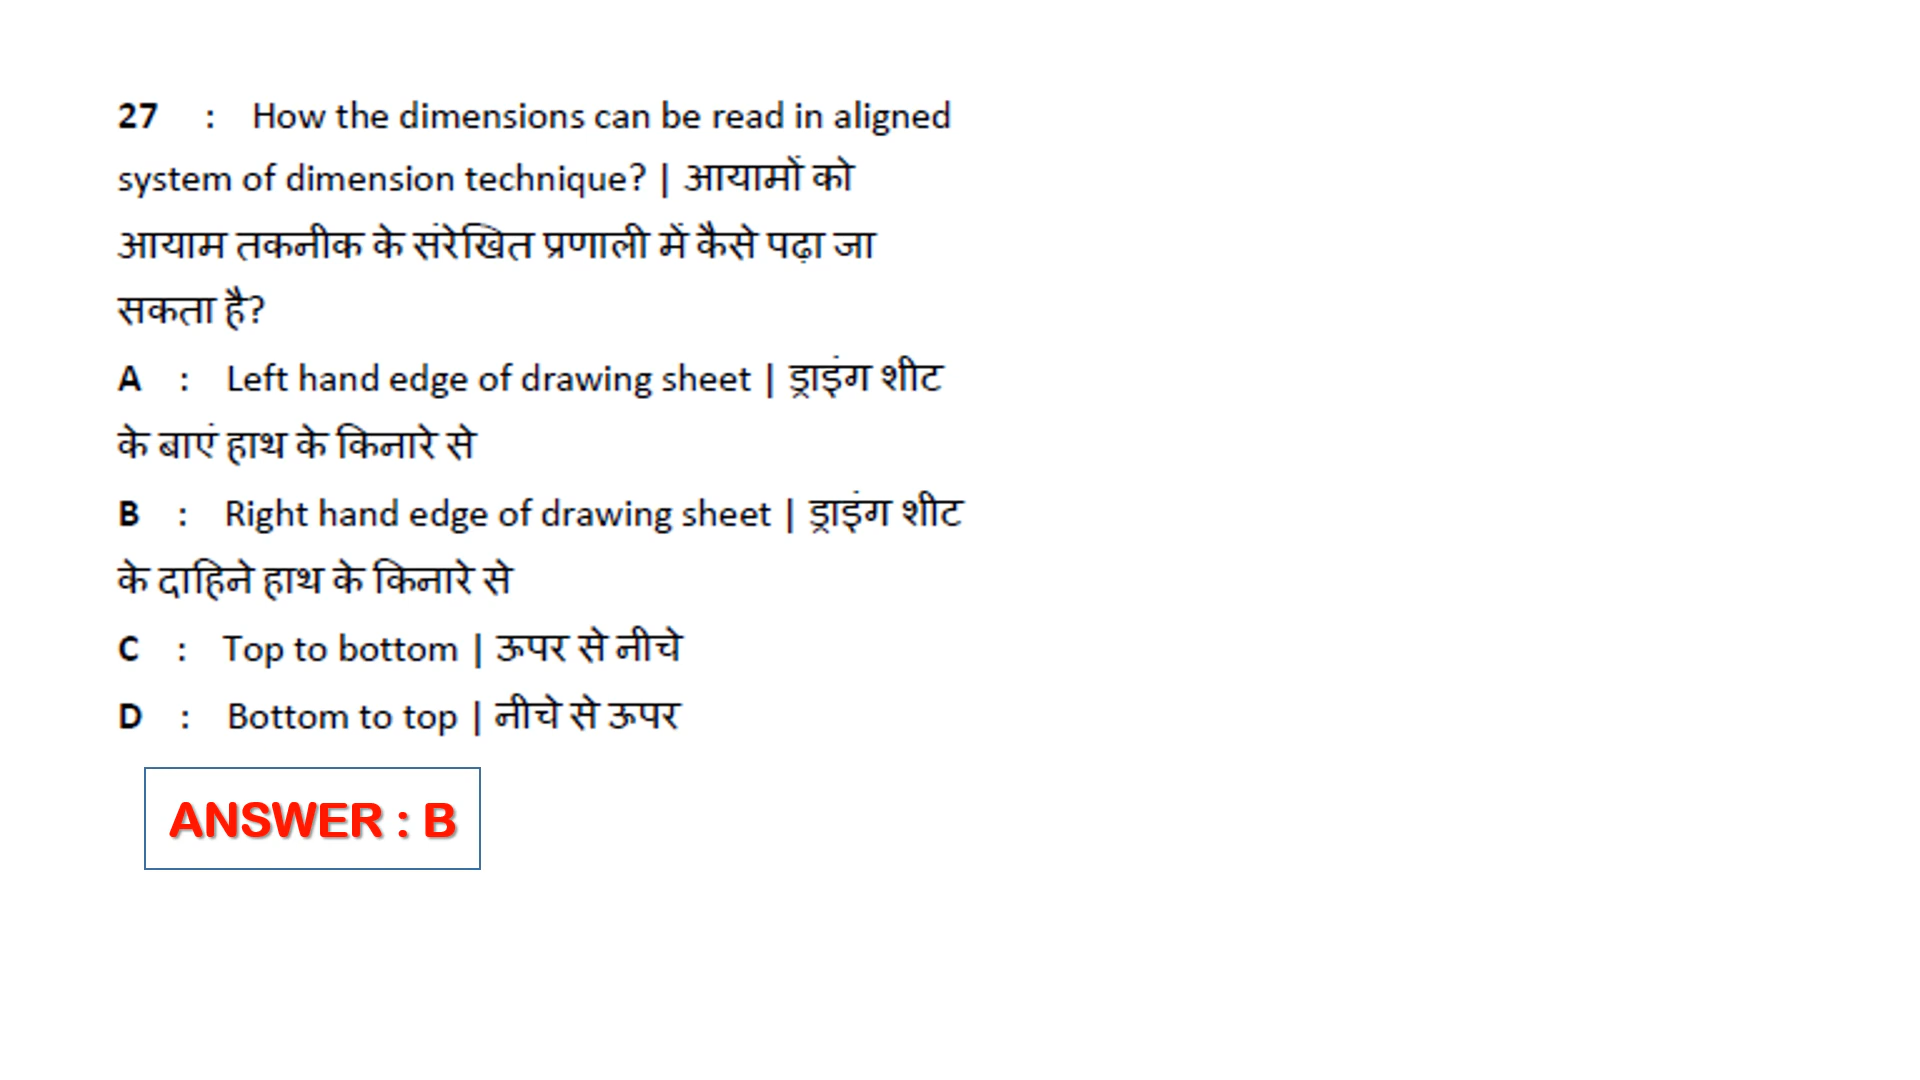 27 : How the dimensions can be read in aligned
system of dimension technique? | आयामों को
आयाम तकनीक के संरेखित प्रणाली में कैसे पढ़ा जा
सकता है?
A : Left hand edge of drawing sheet | ड्राइंग शीट
के बाएं हाथ के किनारे से
B : Right hand edge of drawing sheet | ड्राइंग शीट
के दाहिने हाथ के किनारे से
C : Top to bottom | ऊपर से नीचे
D : Bottom to top | नीचे से ऊपर
ANSWER : B